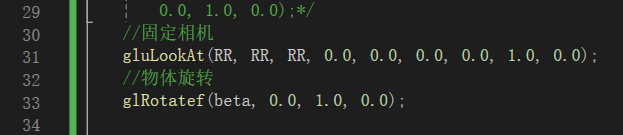 29 0.0, 1.0, 0.0);*/
30 //固定相机
31 gluLookAt(RR, RR, RR, 0.0, 0.0, 0.0, 0.0, 1.0, 0.0);
32 //物体旋转
33 glRotatef(beta, 0.0, 1.0, 0.0);
34